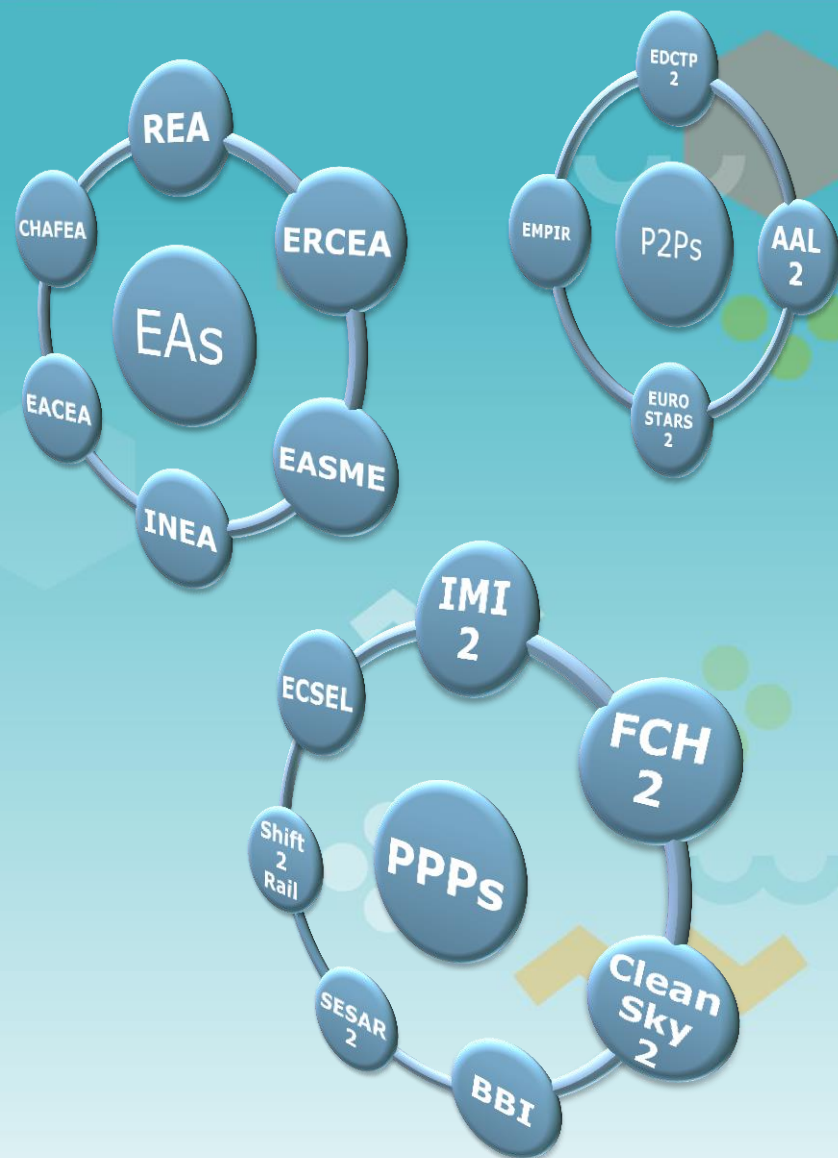 REA
ERCEA
EASME
INEA
EACEA
CHAFEA
EAs
EDCTP
2
AAL
2
EURO
STARS
2
EMPIR
P2Ps
IMI
2
FCH
2
Clean
Sky
2
BBI
SESAR
2
Shift
2
Rail
ECSEL
PPPs